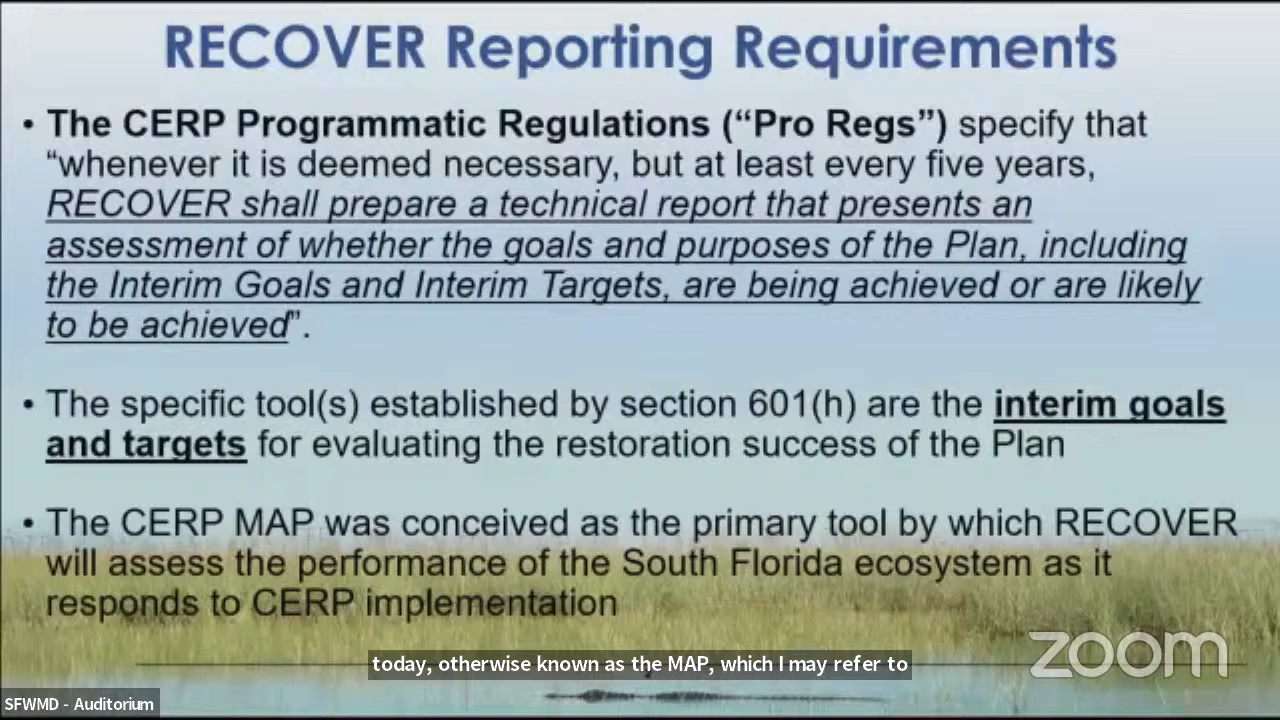 RECOVER Reporting Requirements
• The CERP Programmatic Regulations (“Pro Regs”) specify that
“whenever it is deemed necessary, but at least every five years,
RECOVER shall prepare a technical report that presents an
assessment of whether the goals and purposes of the Plan, including
the Interim Goals and Interim Targets, are being achieved or are likely
to be achieved”.
• The specific tool(s) established by section 601(h) are the interim goals
and targets for evaluating the restoration success of the Plan
• The CERP MAP was conceived as the primary tool by which RECOVER
will assess the performance of the South Florida ecosystem as it
responds to CERP implementation
zoom
today, otherwise known as the MAP, which I may refer to
SFWMD - Auditorium